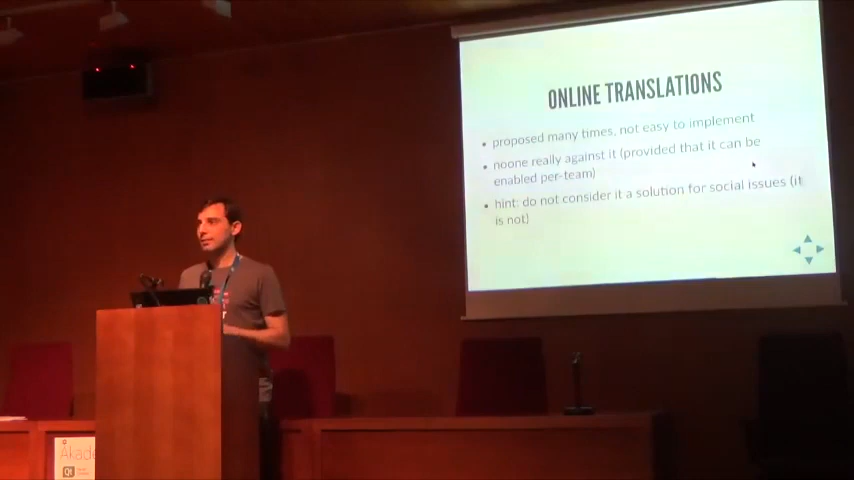 ONLINE TRANSLATIONS
• proposed many times, not easy to implement
• noone really against it (provided that it can be
enabled per-team)
• hint: do not consider it a solution for social issues (it
is not)
Akade
Qt